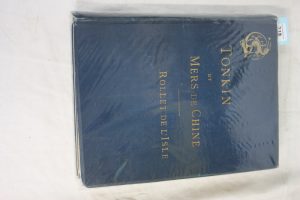 TONKIN
ET
MERS DE CHINE
ROLLET DE L'ISLE